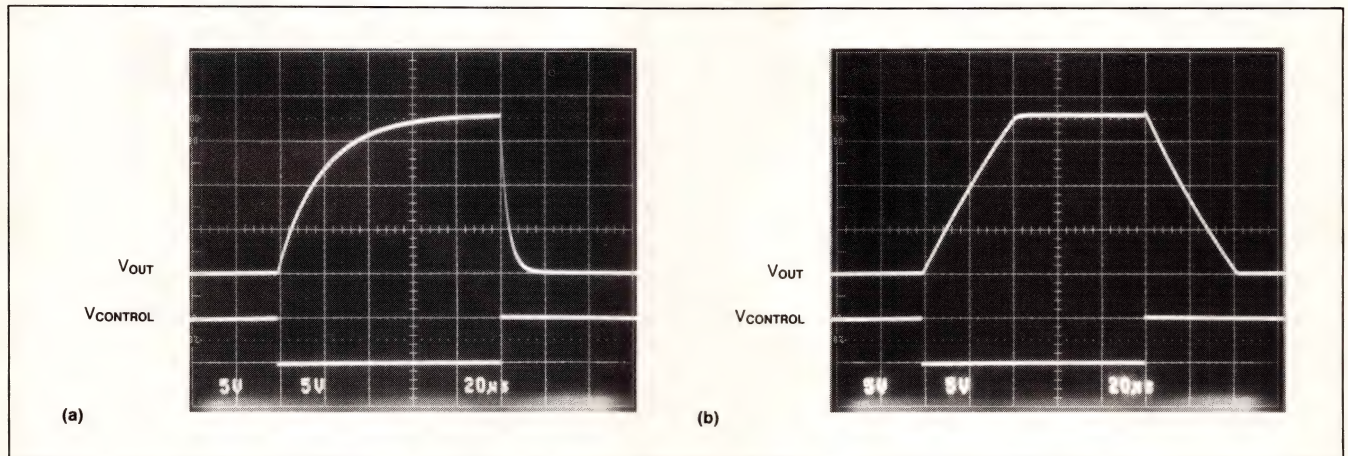 VOUT
VCONTROL
5V 5V 20µs
(a)
VOUT
VCONTROL
5V 5V 20µs
(b)